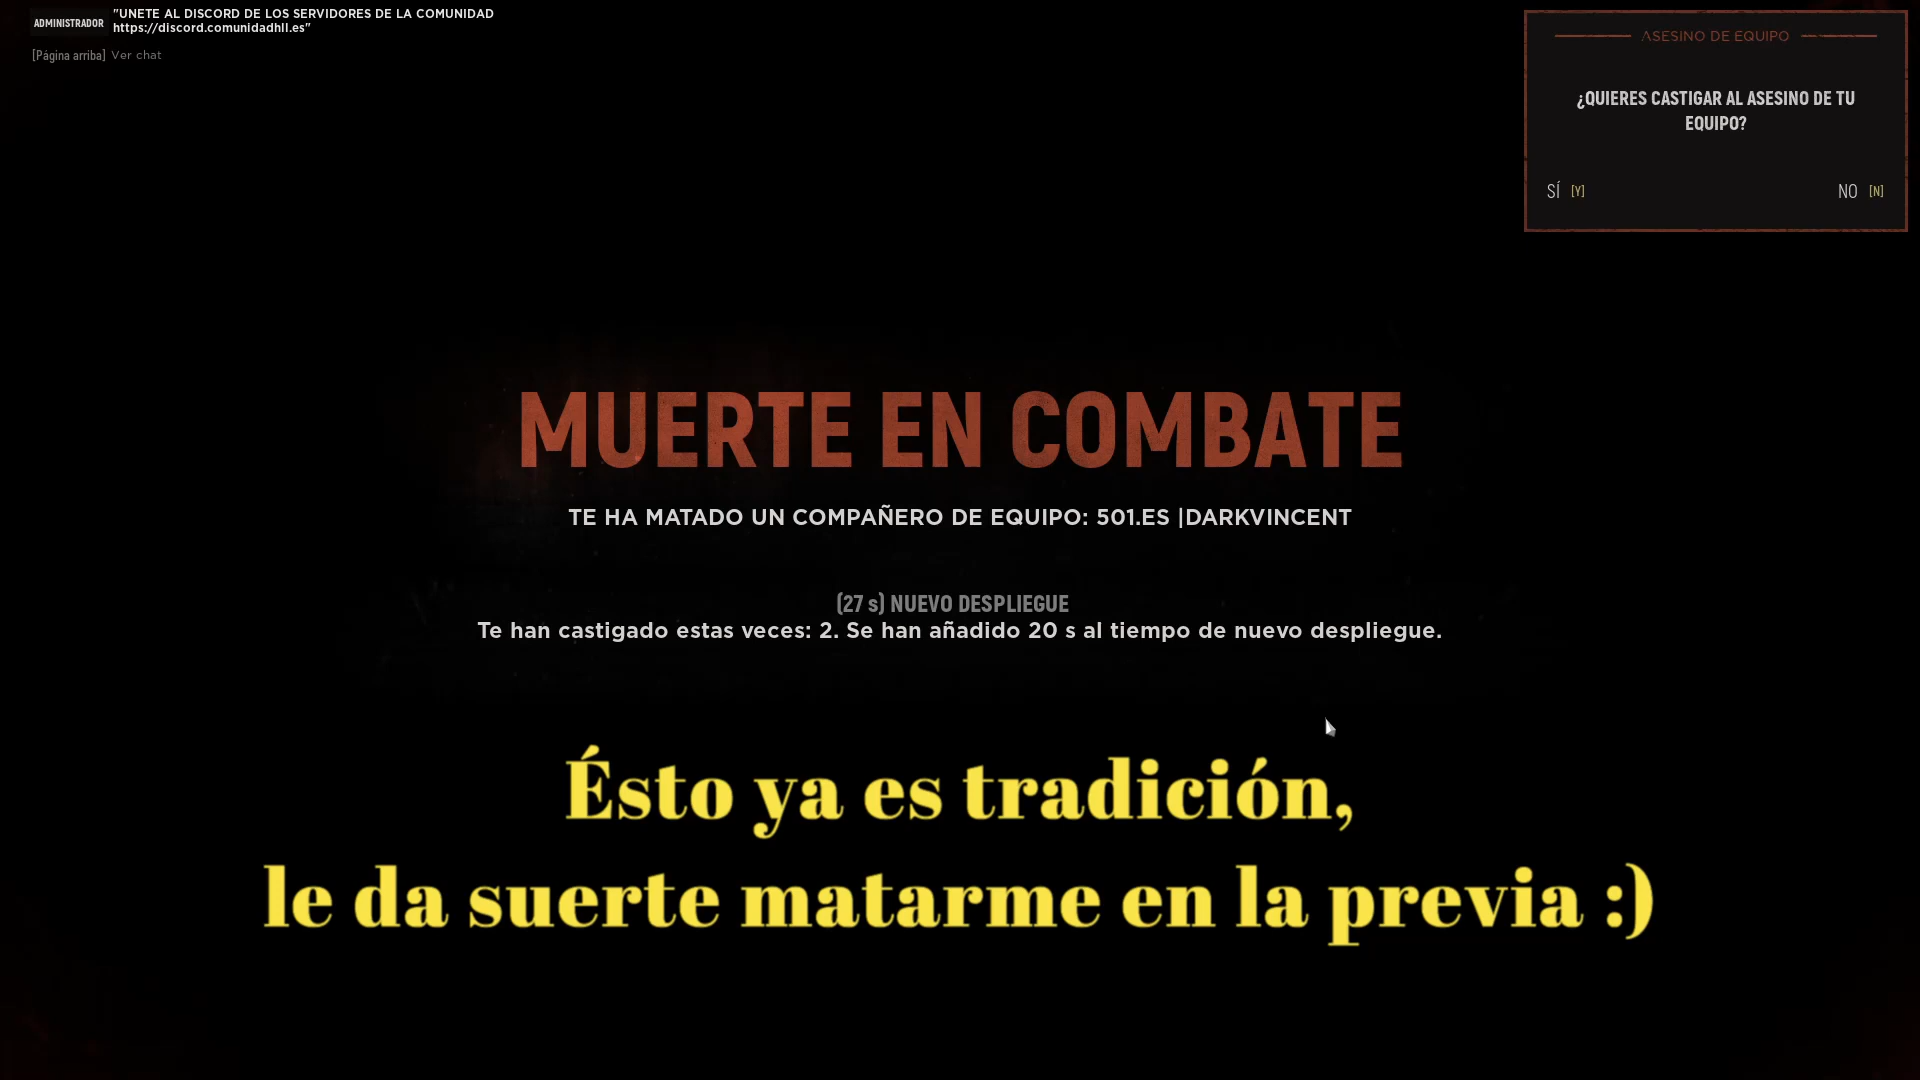 ADMINISTRADOR "UNETE AL DISCORD DE LOS SERVIDORES DE LA COMUNIDAD
https://discord.comunidadhll.es"
[Página arriba] Ver chat
ASESINO DE EQUIPO
¿QUIERES CASTIGAR AL ASESINO DE TU
EQUIPO?
SÍ [Y] NO [N]
MUERTE EN COMBATE
TE HA MATADO UN COMPAÑERO DE EQUIPO: 501.ES |DARKVINCENT
(27 s) NUEVO DESPLIEGUE
Te han castigado estas veces: 2. Se han añadido 20 s al tiempo de nuevo despliegue.
Ésto ya es tradición,
le da suerte matarme en la previa :)